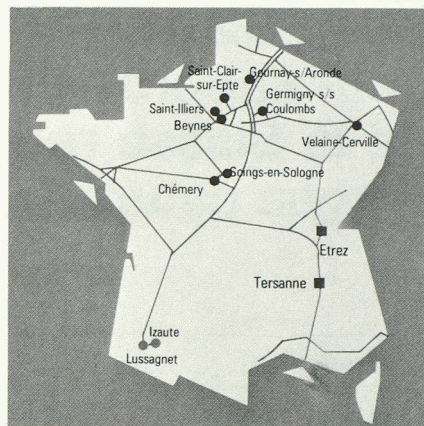 Saint-Clair-
sur-Epte
Gournay-s/Aronde
Germigny-s/s
Coulombs
Saint-Illiers
Beynes
Velaine-Cerville
Soings-en-Sologne
Chémery
Etrez
Tersanne
Izaute
Lussagnet